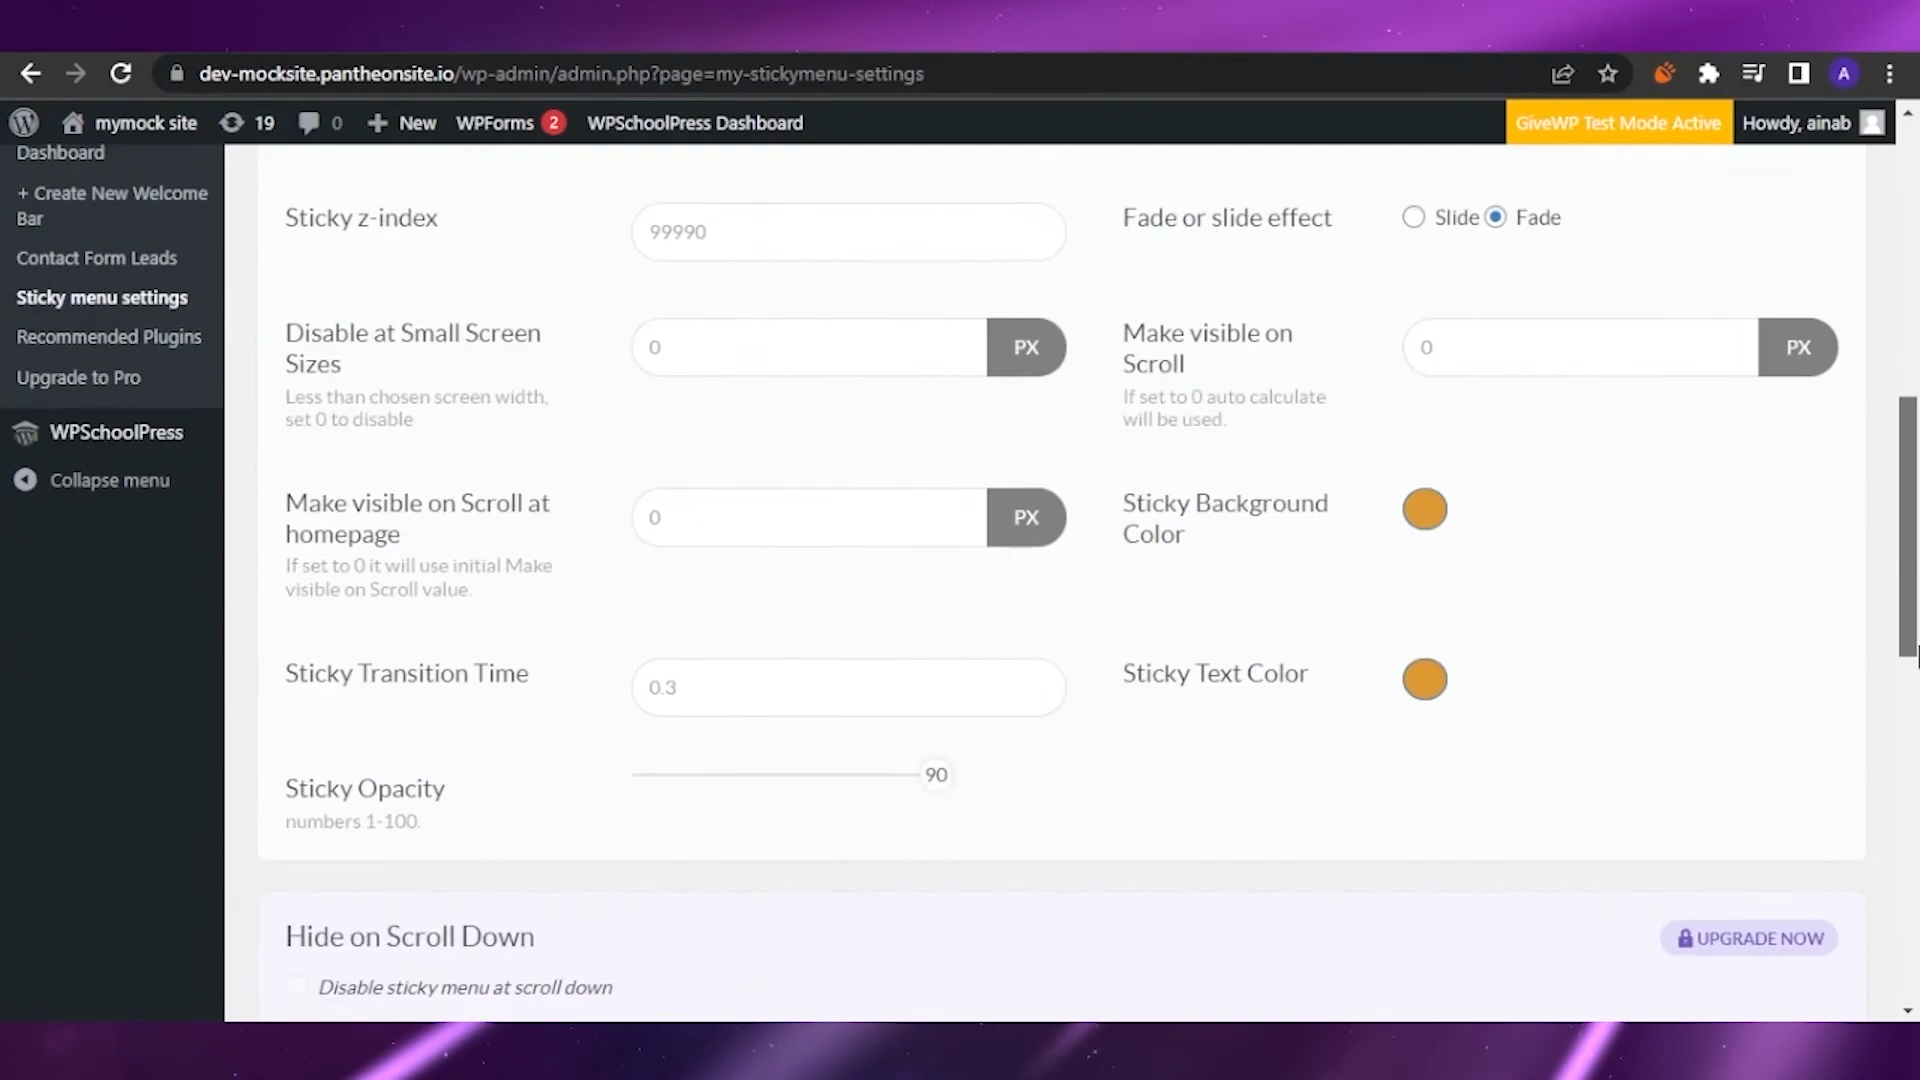 dev-mocksite.pantheonsite.io/wp-admin/admin.php?page=my-stickymenu-settings
A
mymock site 19 0 New WPForms 2 WPSchoolPress Dashboard GiveWP Test Mode Active Howdy, ainab
Dashboard
+ Create New Welcome
Bar
Contact Form Leads
Sticky menu settings
Recommended Plugins
Upgrade to Pro
WPSchoolPress
Collapse menu
Sticky z-index
99990
Fade or slide effect
Slide Fade
Disable at Small Screen
Sizes
Less than chosen screen width,
set 0 to disable
0 PX
Make visible on
Scroll
If set to 0 auto calculate
will be used.
0 PX
Make visible on Scroll at
homepage
If set to 0 it will use initial Make
visible on Scroll value.
0 PX
Sticky Background
Color
Sticky Transition Time
0.3
Sticky Text Color
Sticky Opacity
numbers 1-100.
90
Hide on Scroll Down
UPGRADE NOW
Disable sticky menu at scroll down